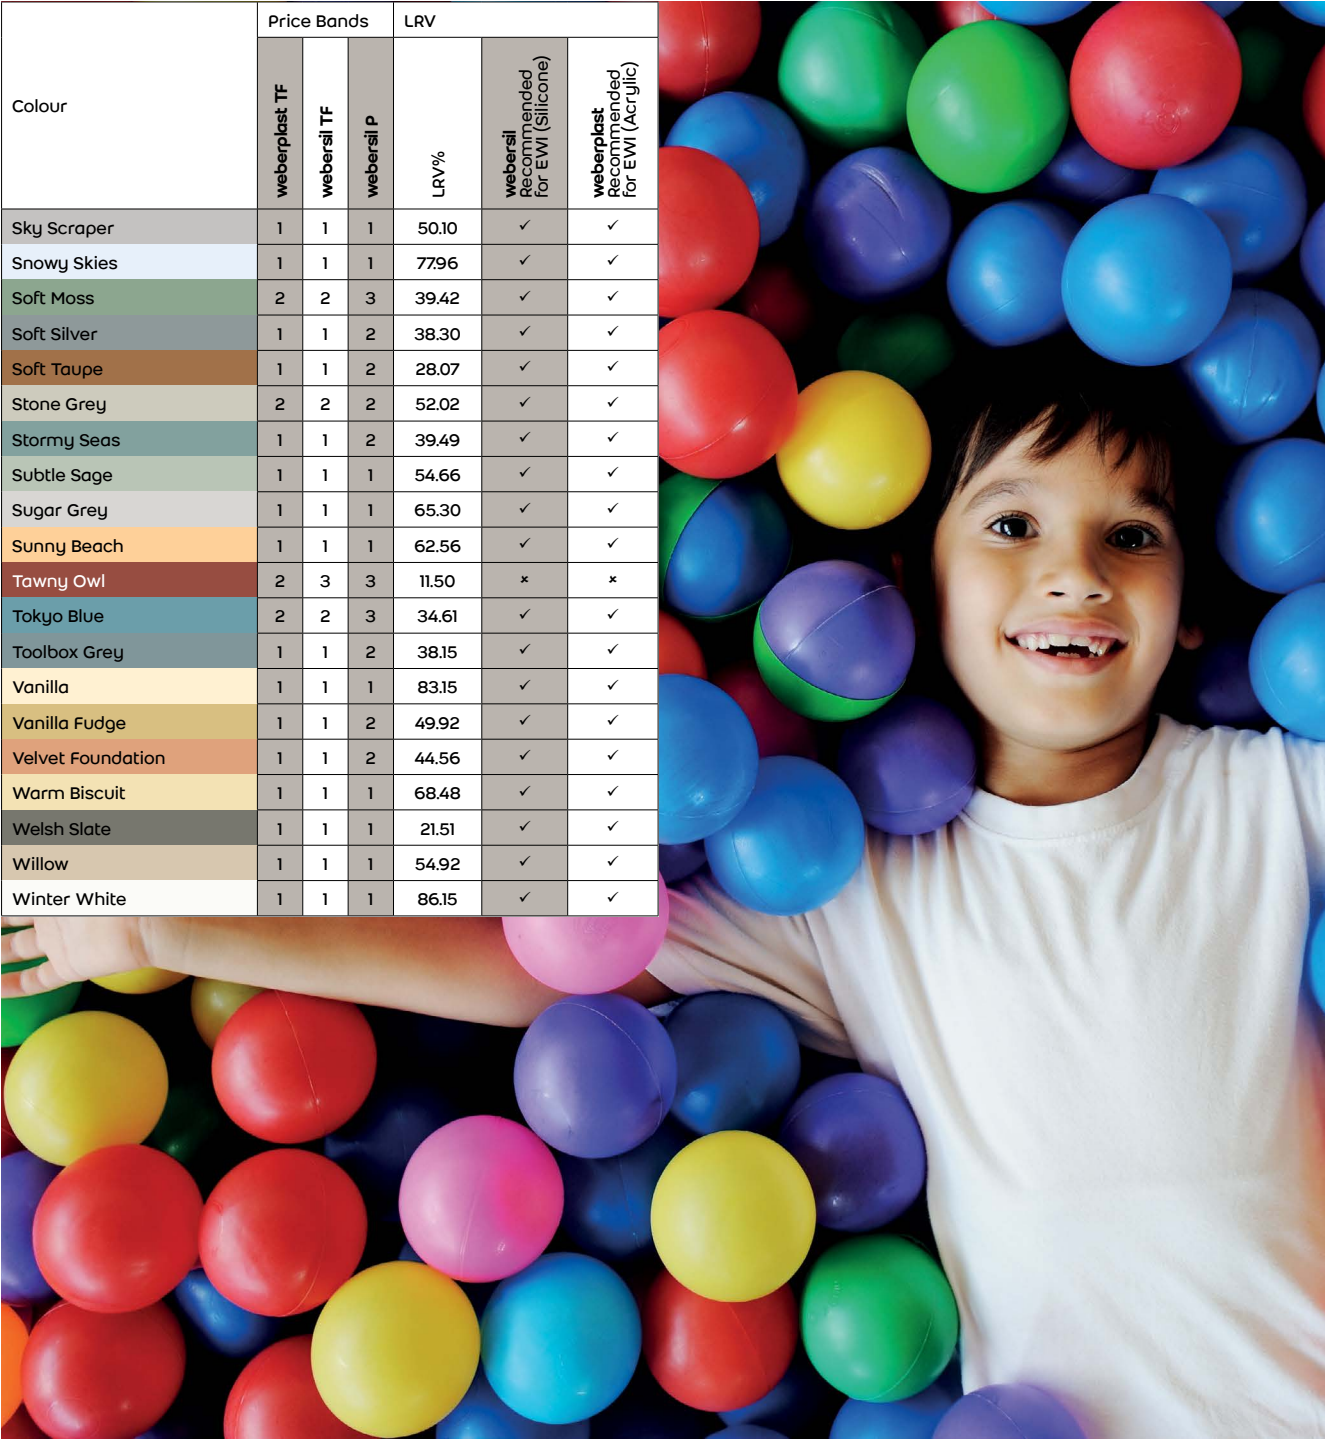 Price Bands LRV
Colour
weberplast TF
webersil TF
webersil P
LRV%
webersil
Recommended
for EWI (Silicone)
weberplast
Recommended
for EWI (Acrylic)
Sky Scraper 1 1 1 50.10 ✓ ✓
Snowy Skies 1 1 1 77.96 ✓ ✓
Soft Moss 2 2 3 39.42 ✓ ✓
Soft Silver 1 1 2 38.30 ✓ ✓
Soft Taupe 1 1 2 28.07 ✓ ✓
Stone Grey 2 2 2 52.02 ✓ ✓
Stormy Seas 1 1 2 39.49 ✓ ✓
Subtle Sage 1 1 1 54.66 ✓ ✓
Sugar Grey 1 1 1 65.30 ✓ ✓
Sunny Beach 1 1 1 62.56 ✓ ✓
Tawny Owl 2 3 3 11.50 × ×
Tokyo Blue 2 2 3 34.61 ✓ ✓
Toolbox Grey 1 1 2 38.15 ✓ ✓
Vanilla 1 1 1 83.15 ✓ ✓
Vanilla Fudge 1 1 2 49.92 ✓ ✓
Velvet Foundation 1 1 2 44.56 ✓ ✓
Warm Biscuit 1 1 1 68.48 ✓ ✓
Welsh Slate 1 1 1 21.51 ✓ ✓
Willow 1 1 1 54.92 ✓ ✓
Winter White 1 1 1 86.15 ✓ ✓